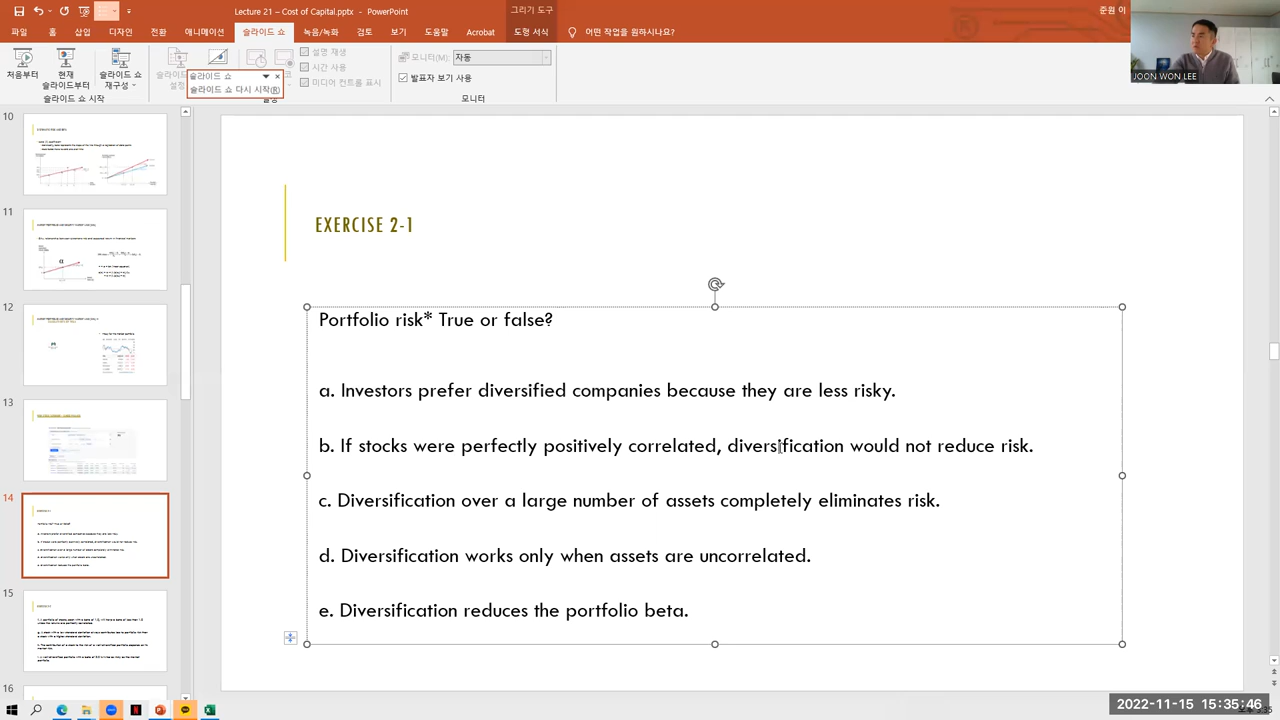 Lecture 21 – Cost of Capital.pptx - PowerPoint
그리기 도구
준원 이
파일 홈 삽입 디자인 전환 애니메이션 슬라이드 쇼 녹음/녹화 검토 보기 도움말 Acrobat 도형 서식 어떤 작업을 원하시나요?
처음부터
현재
슬라이드부터
슬라이드 쇼
재구성
슬라이드 쇼 시작
슬라이드 쇼
슬라이드 쇼 다시 시작(R)
설명 재생
시간 사용
미디어 컨트롤 표시
모니터(M): 자동
발표자 보기 사용
모니터
JOON WON LEE
10
11
12
13
14
15
16
EXERCISE 2-1
Portfolio risk* True or false?
a. Investors prefer diversified companies because they are less risky.
b. If stocks were perfectly positively correlated, diversification would not reduce risk.
c. Diversification over a large number of assets completely eliminates risk.
d. Diversification works only when assets are uncorrelated.
e. Diversification reduces the portfolio beta.
2022-11-15 15:35:46